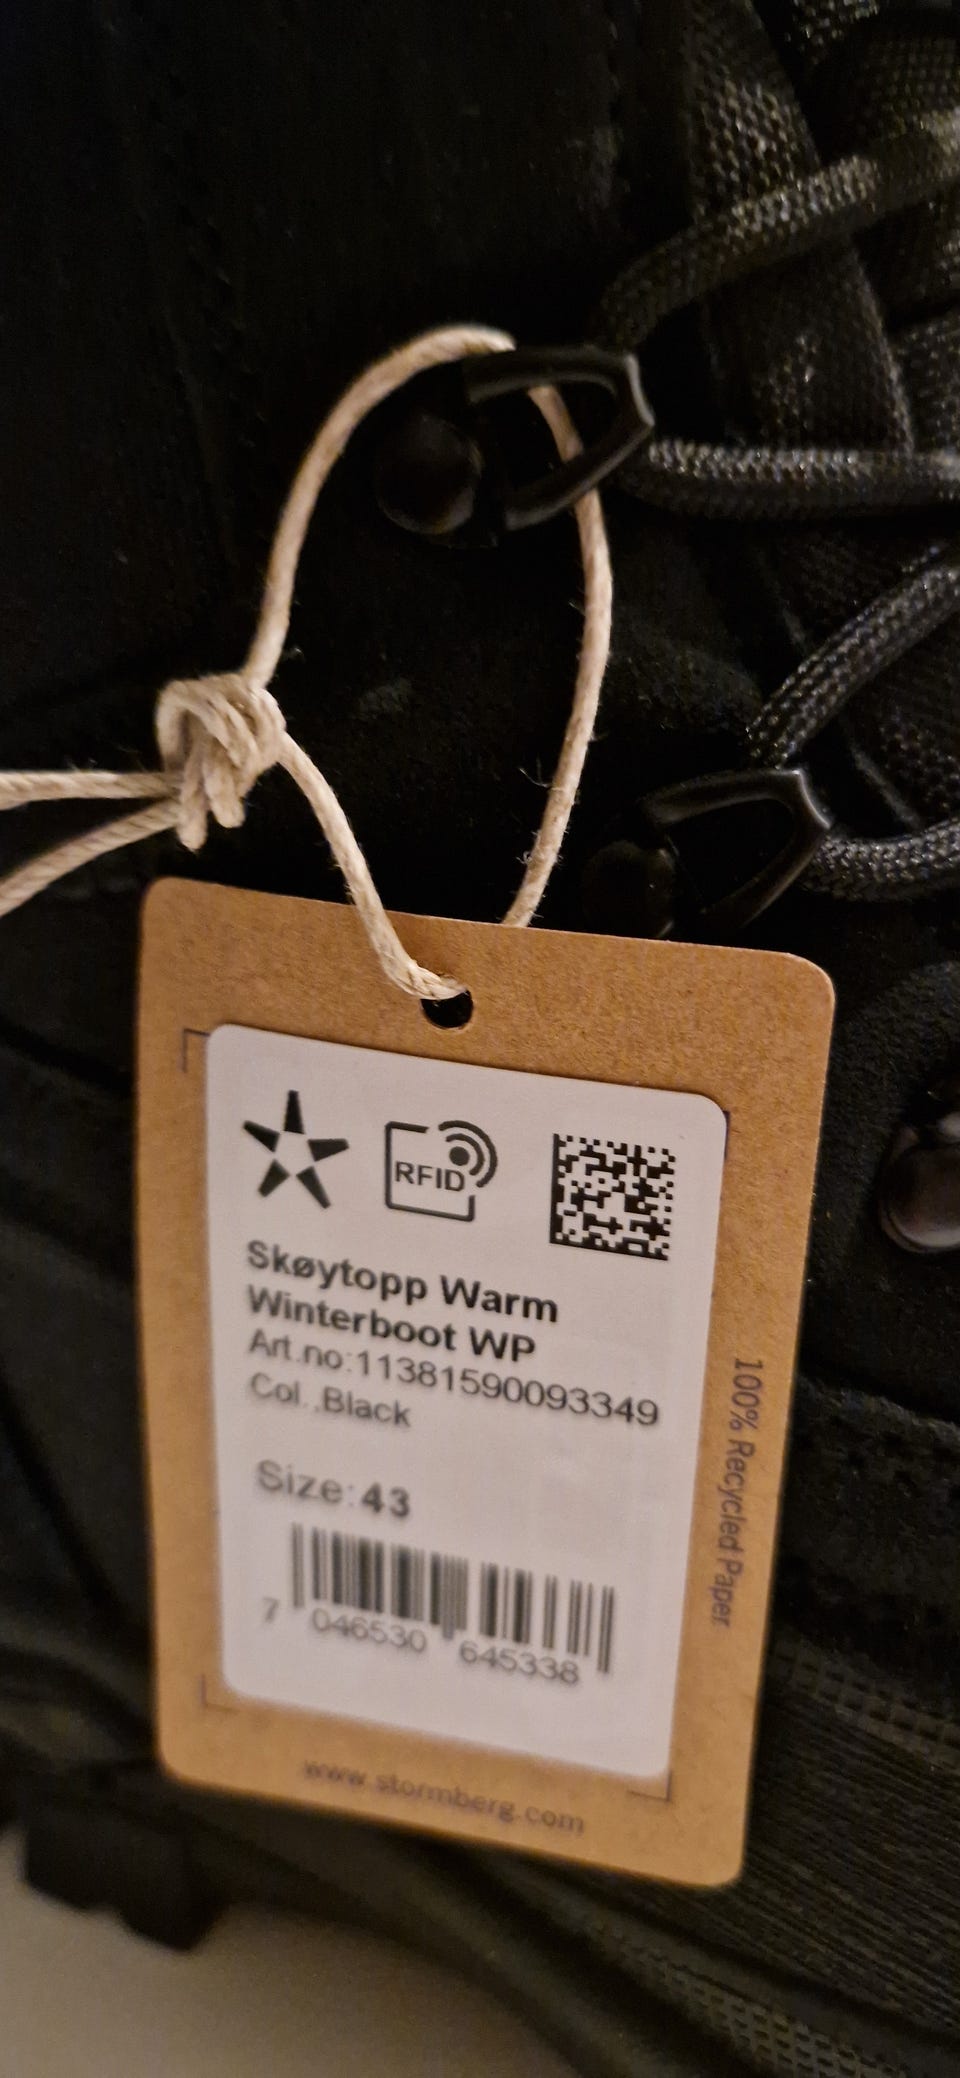 RFID
Skøytopp Warm
Winterboot WP
Art.no:11381590093349
Col.:Black
Size:43
7 046530 645338
100% Recycled Paper
www.stormberg.com